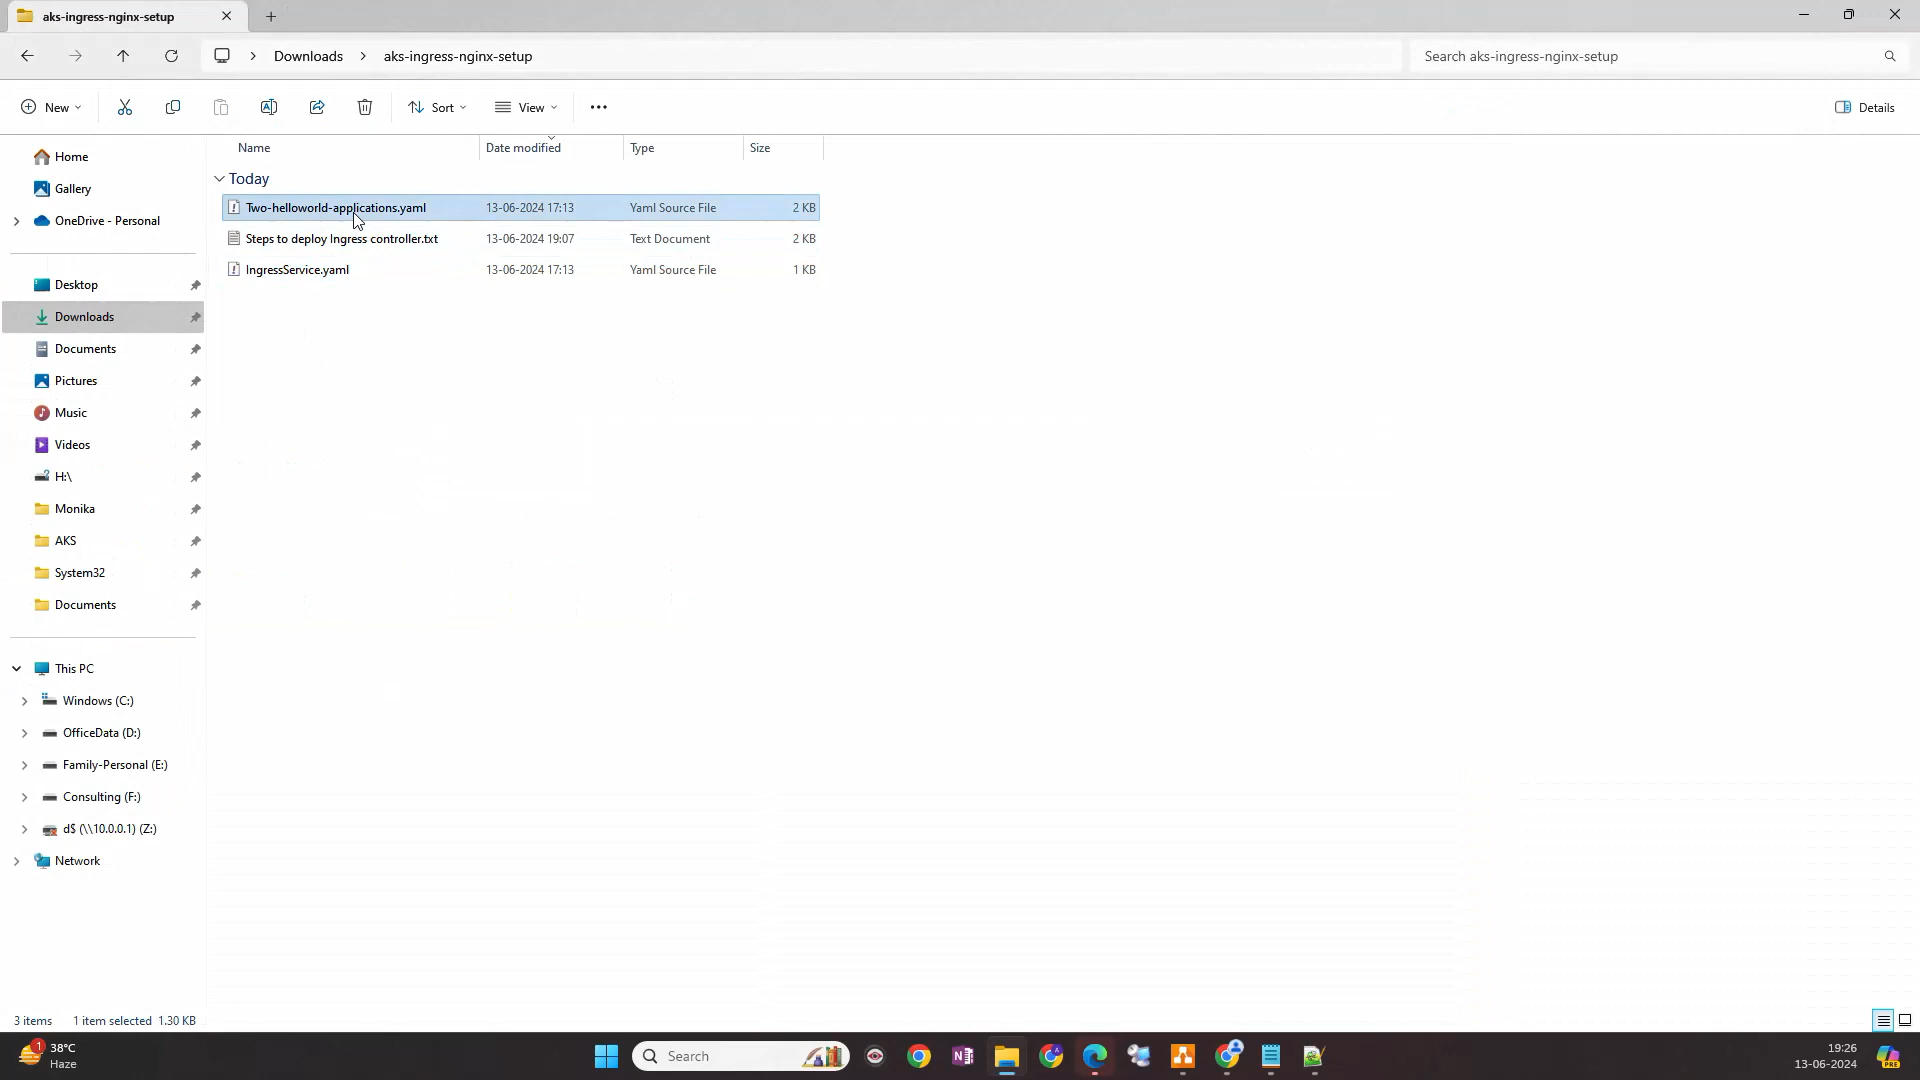 aks-ingress-nginx-setup
Downloads
aks-ingress-nginx-setup
Search aks-ingress-nginx-setup
New
Sort
View
Details
Name
Date modified
Type
Size
Today
Two-helloworld-applications.yaml
13-06-2024 17:13
Yaml Source File
2 KB
Steps to deploy Ingress controller.txt
13-06-2024 19:07
Text Document
2 KB
IngressService.yaml
13-06-2024 17:13
Yaml Source File
1 KB
Home
Gallery
OneDrive - Personal
Desktop
Downloads
Documents
Pictures
Music
Videos
H:\
Monika
AKS
System32
Documents
This PC
Windows (C:)
OfficeData (D:)
Family-Personal (E:)
Consulting (F:)
d$ (\\10.0.0.1) (Z:)
Network
3 items
1 item selected 1.30 KB
1
38°C
Haze
Search
N
A
19:26
13-06-2024
PRE